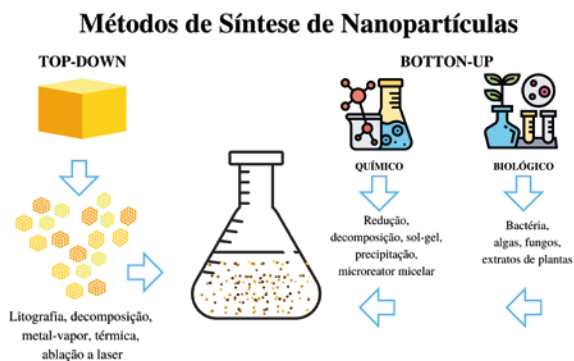 Métodos de Síntese de Nanopartículas
TOP-DOWN
Litografia, decomposição,
metal-vapor, térmica,
ablação a laser
BOTTON-UP
QUÍMICO
Redução,
decomposição, sol-gel,
precipitação,
microreator micelar
BIOLÓGICO
Bactéria,
algas, fungos,
extratos de plantas